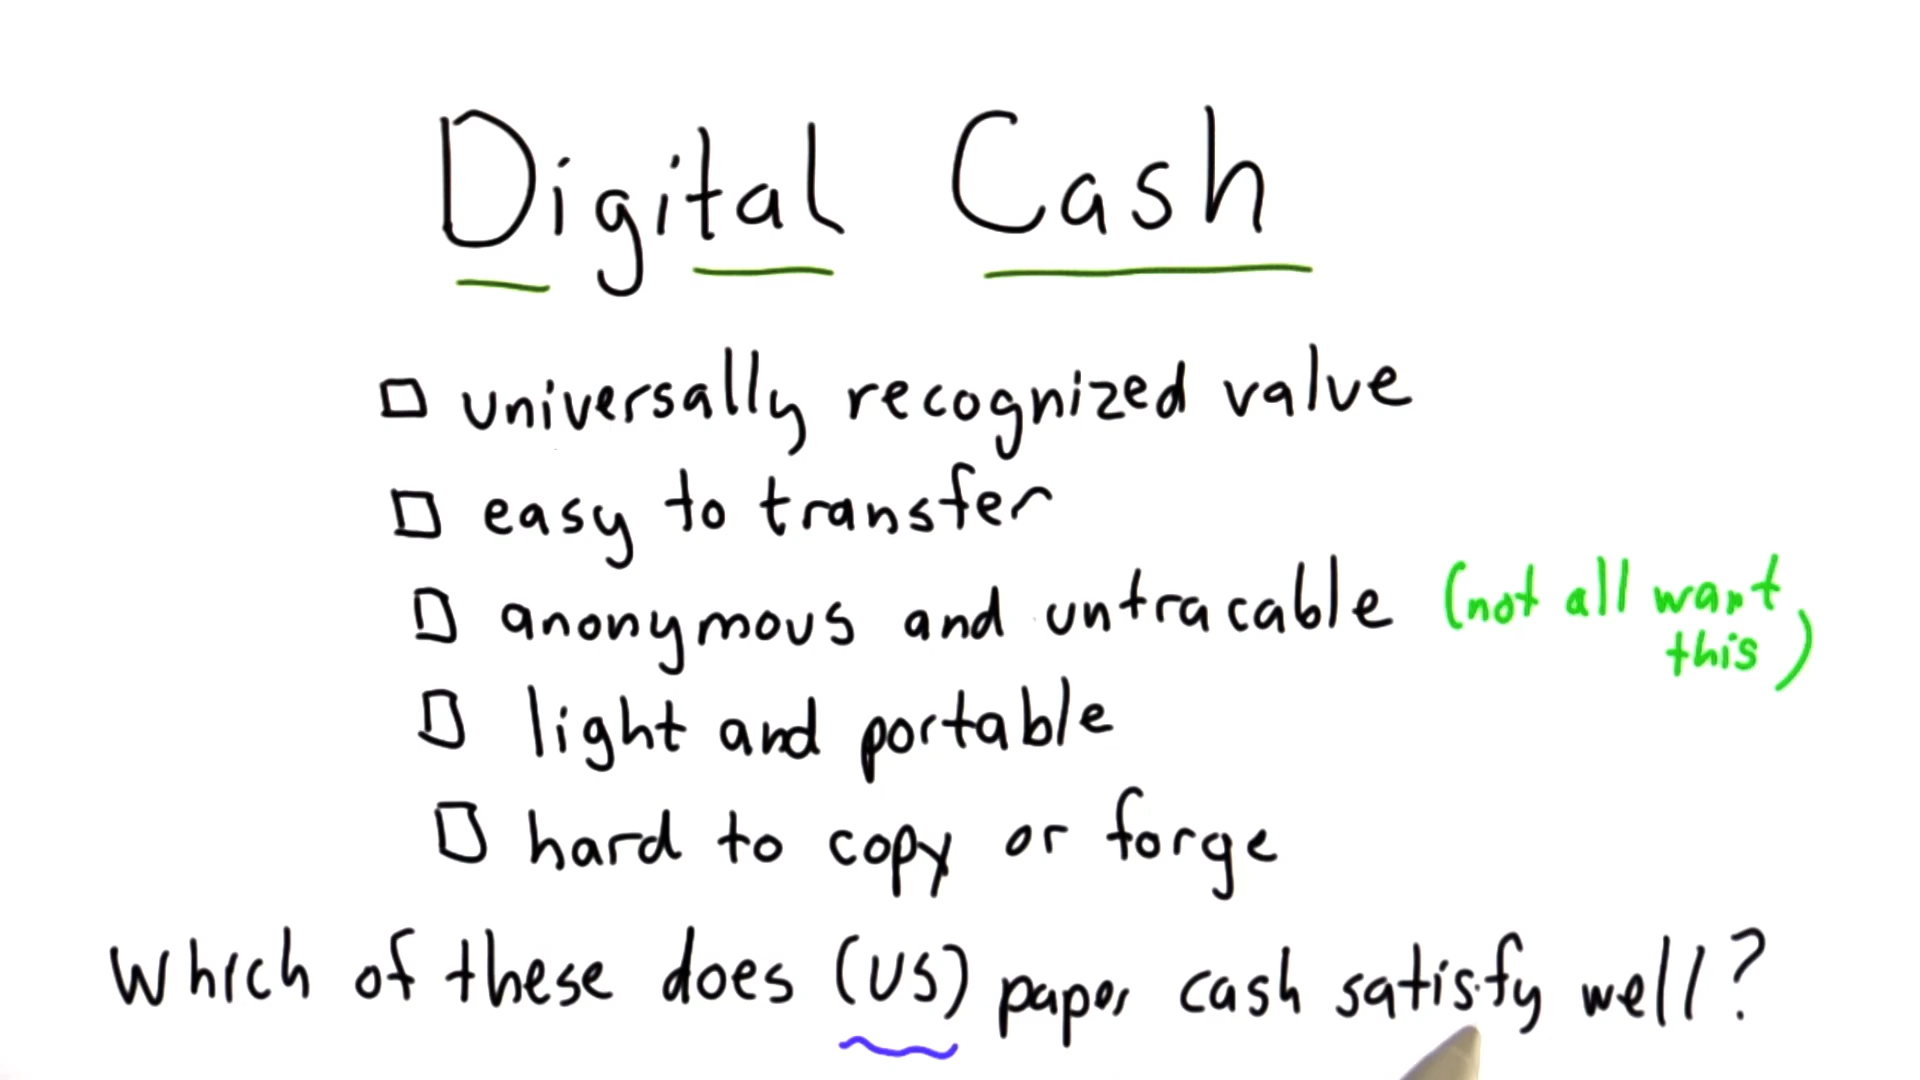 Digital Cash
universally recognized value
easy to transfer
anonymous and untracable (not all want
this)
light and portable
hard to copy or forge
Which of these does (US) paper cash satisfy well?